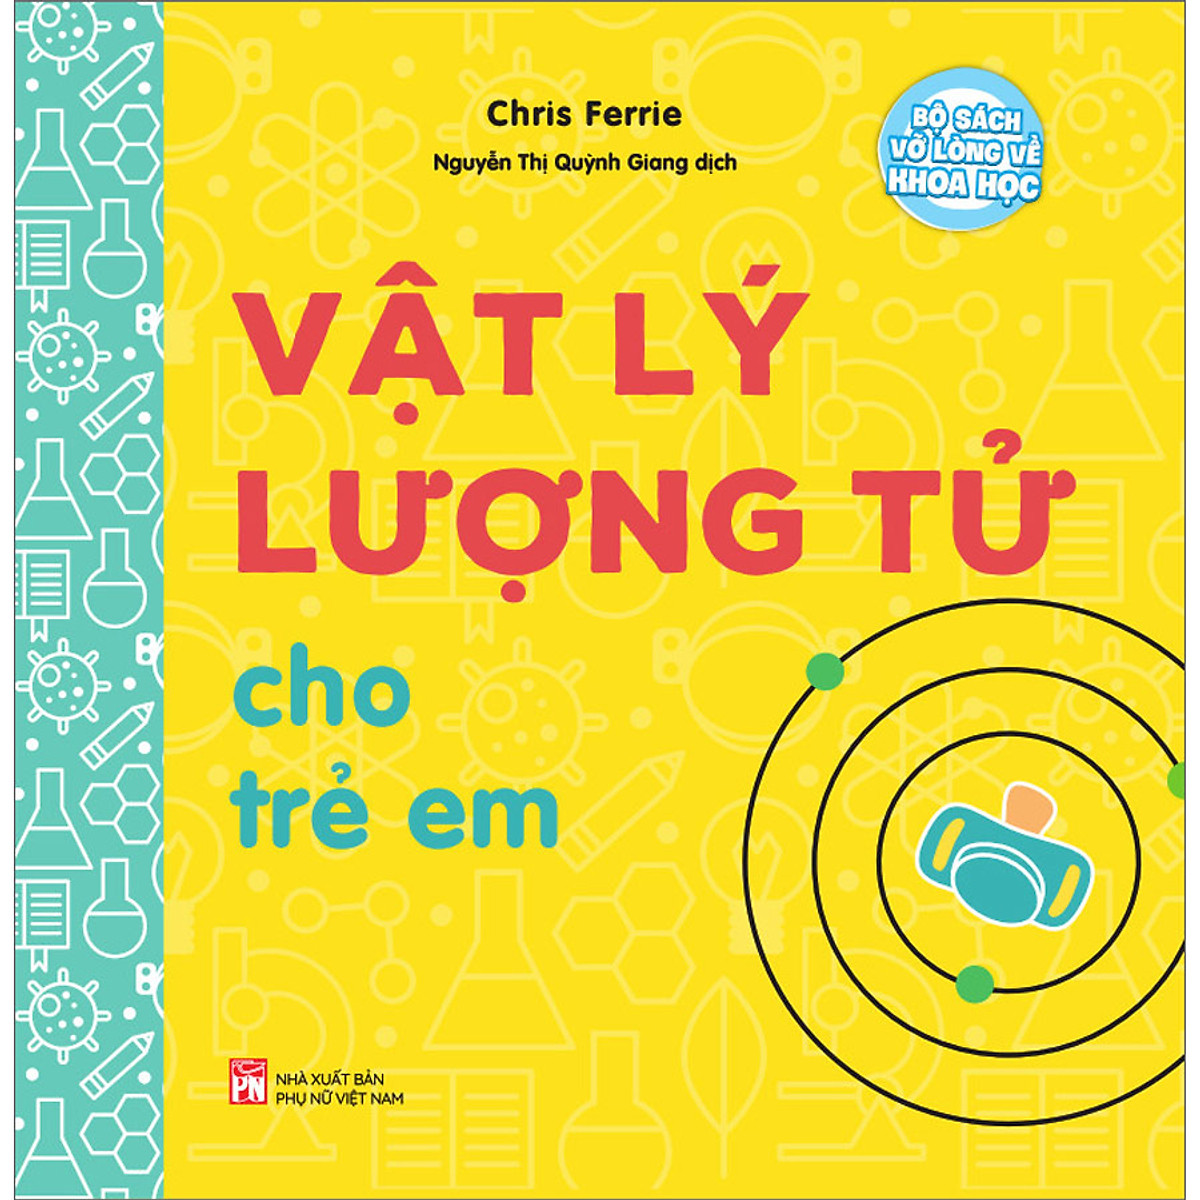 Chris Ferrie
Nguyễn Thị Quỳnh Giang dịch
BỘ SÁCH
VỠ LÒNG VỀ
KHOA HỌC
VẬT LÝ
LƯỢNG TỬ
cho
trẻ em
PN
NHÀ XUẤT BẢN
PHỤ NỮ VIỆT NAM